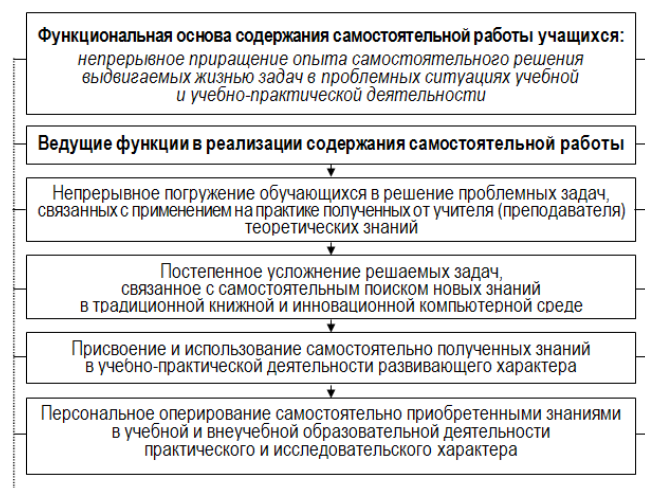 Функциональная основа содержания самостоятельной работы учащихся:
непрерывное приращение опыта самостоятельного решения
выдвигаемых жизнью задач в проблемных ситуациях учебной
и учебно-практической деятельности
Ведущие функции в реализации содержания самостоятельной работы
Непрерывное погружение обучающихся в решение проблемных задач,
связанных с применением на практике полученных от учителя (преподавателя)
теоретических знаний
Постепенное усложнение решаемых задач,
связанное с самостоятельным поиском новых знаний
в традиционной книжной и инновационной компьютерной среде
Присвоение и использование самостоятельно полученных знаний
в учебно-практической деятельности развивающего характера
Персональное оперирование самостоятельно приобретенными знаниями
в учебной и внеучебной образовательной деятельности
практического и исследовательского характера